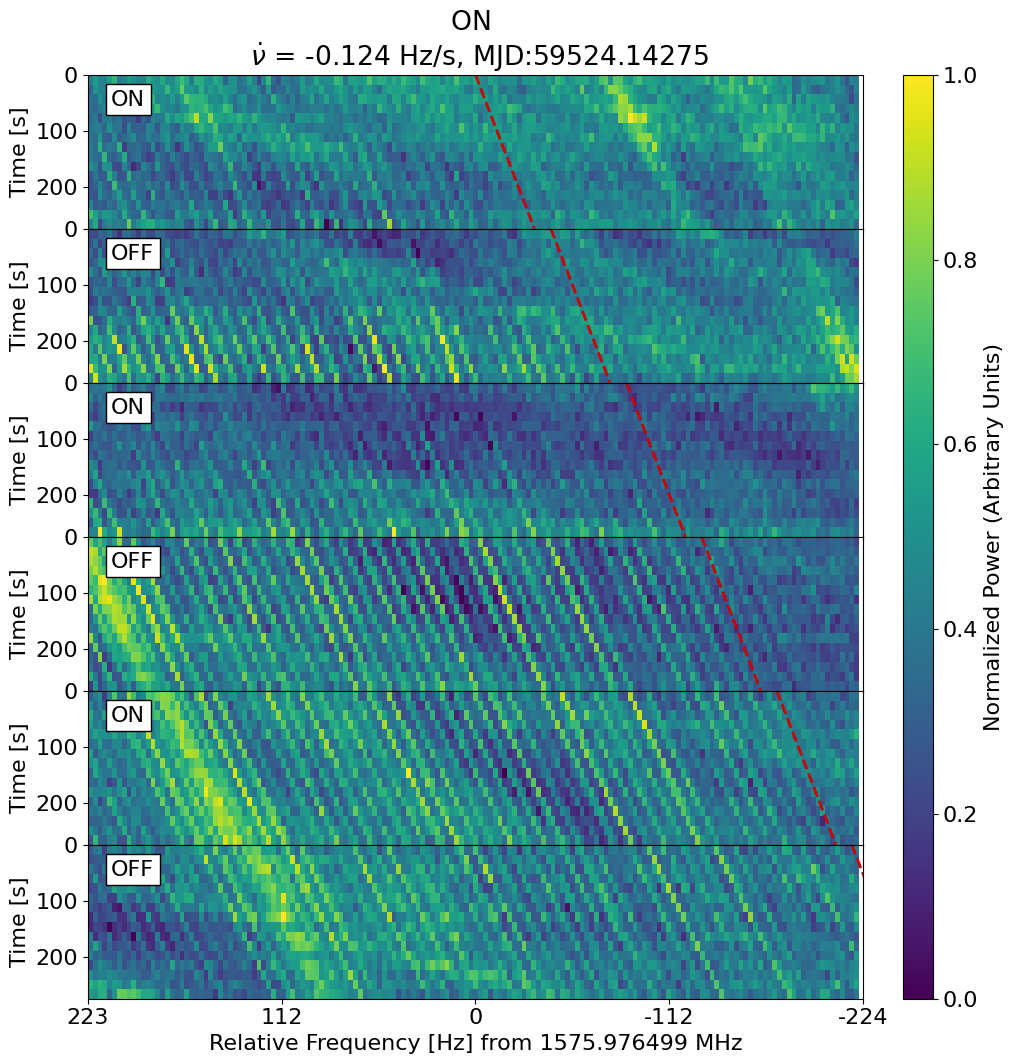 ON
ν̇ = -0.124 Hz/s, MJD:59524.14275
0
ON
100
Time [s]
200
0
OFF
100
Time [s]
200
0
ON
100
Time [s]
200
0
OFF
100
Time [s]
200
0
ON
100
Time [s]
200
0
OFF
100
Time [s]
200
223 112 0 -112 -224
Relative Frequency [Hz] from 1575.976499 MHz
1.0
0.8
0.6
0.4
0.2
0.0
Normalized Power (Arbitrary Units)